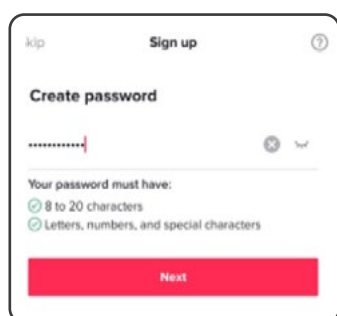 kip Sign up
Create password
Your password must have:
8 to 20 characters
Letters, numbers, and special characters
Next